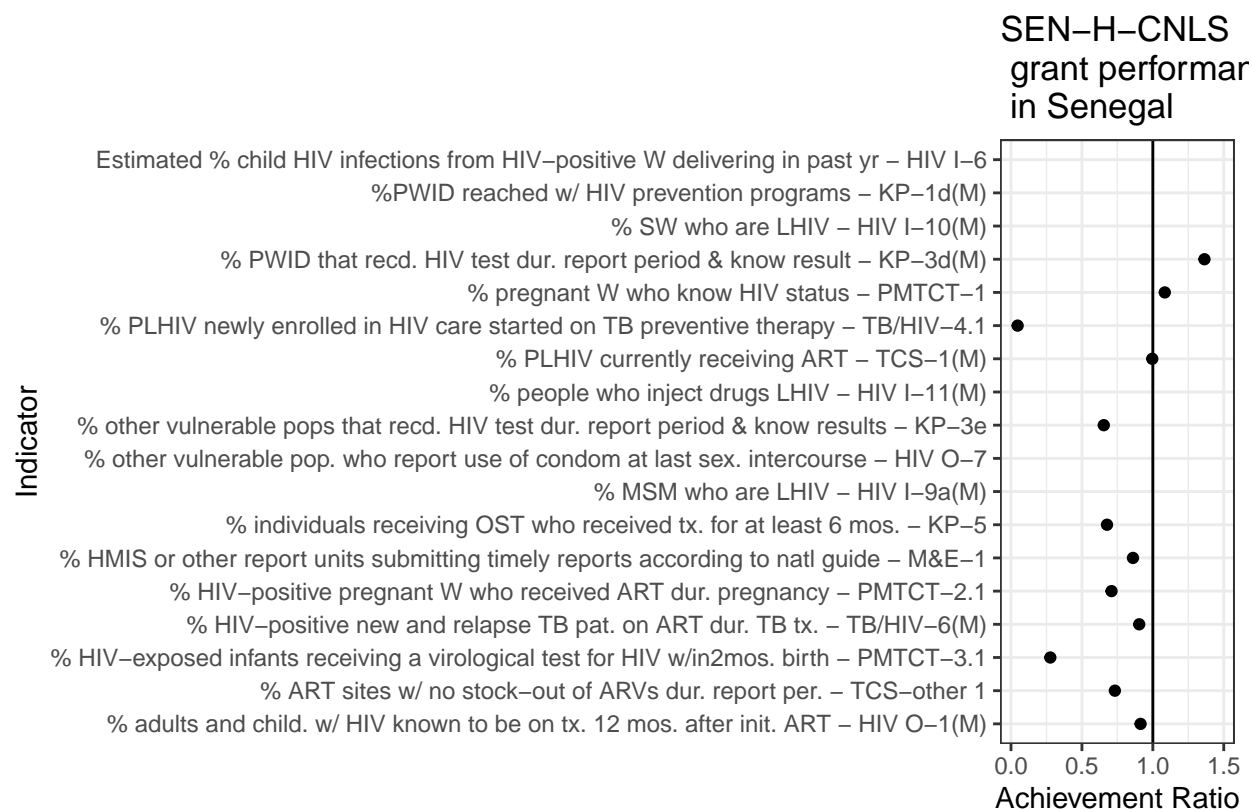 SEN−H−CNLS
grant performan
in Senegal
Estimated % child HIV infections from HIV−positive W delivering in past yr − HIV I−6
%PWID reached w/ HIV prevention programs − KP−1d(M)
% SW who are LHIV − HIV I−10(M)
% PWID that recd. HIV test dur. report period & know result − KP−3d(M)
% pregnant W who know HIV status − PMTCT−1
% PLHIV newly enrolled in HIV care started on TB preventive therapy − TB/HIV−4.1
% PLHIV currently receiving ART − TCS−1(M)
% people who inject drugs LHIV − HIV I−11(M)
% other vulnerable pops that recd. HIV test dur. report period & know results − KP−3e
% other vulnerable pop. who report use of condom at last sex. intercourse − HIV O−7
% MSM who are LHIV − HIV I−9a(M)
% individuals receiving OST who received tx. for at least 6 mos. − KP−5
% HMIS or other report units submitting timely reports according to natl guide − M&E−1
% HIV−positive pregnant W who received ART dur. pregnancy − PMTCT−2.1
% HIV−positive new and relapse TB pat. on ART dur. TB tx. − TB/HIV−6(M)
% HIV−exposed infants receiving a virological test for HIV w/in2mos. birth − PMTCT−3.1
% ART sites w/ no stock−out of ARVs dur. report per. − TCS−other 1
% adults and child. w/ HIV known to be on tx. 12 mos. after init. ART − HIV O−1(M)
Indicator
0.0 0.5 1.0 1.5
Achievement Ratio